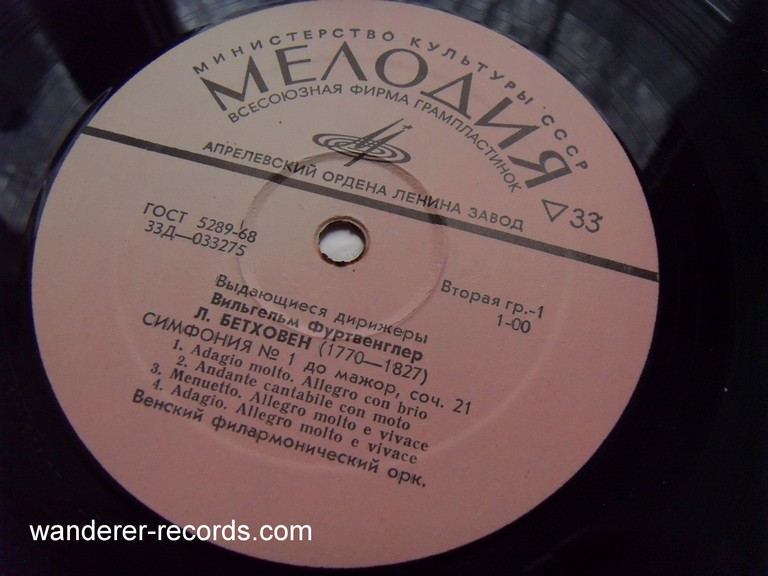 МИНИСТЕРСТВО КУЛЬТУРЫ СССР
МЕЛОДИЯ
ВСЕСОЮЗНАЯ ФИРМА ГРАМПЛАСТИНОК
АПРЕЛЕВСКИЙ ОРДЕНА ЛЕНИНА ЗАВОД
33
ГОСТ 5289-68
33Д—033275
Вторая гр.-1
1-00
Выдающиеся дирижеры
Вильгельм Фуртвенглер
Л. БЕТХОВЕН (1770—1827)
СИМФОНИЯ № 1 до мажор, соч. 21
1. Adagio molto. Allegro con brio
2. Andante cantabile con moto
3. Menuetto. Allegro molto e vivace
4. Adagio. Allegro molto e vivace
Венский филармонический орк.
wanderer-records.com